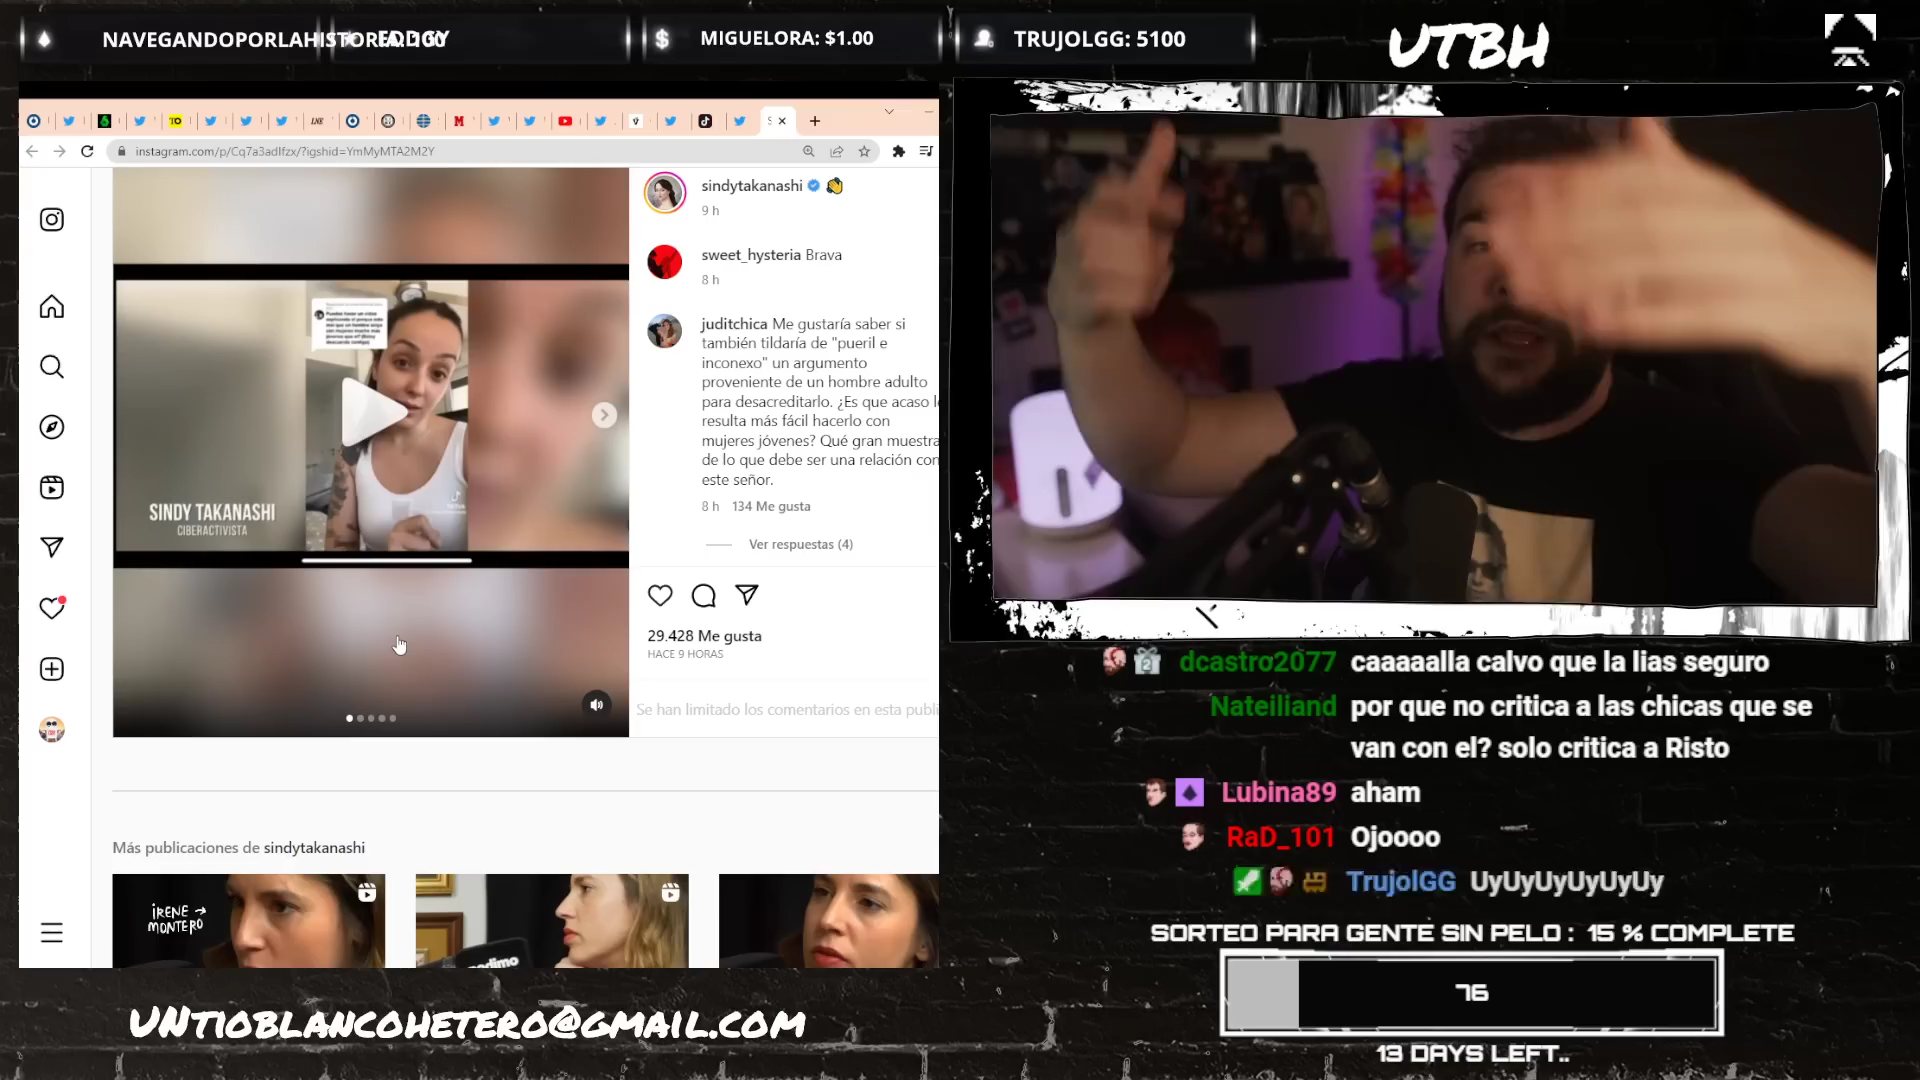 NAVEGANDOPORLAHISTORIA: 100
EDDIGY
MIGUELORA: $1.00
TRUJOLGG: 5100
UTBH
instagram.com/p/Cq7a3adIfzx/?igshid=YmMyMTA2M2Y
sindytakanashi
9 h
sweet_hysteria Brava
8 h
juditchica Me gustaría saber si
también tildaría de "pueril e
inconexo" un argumento
proveniente de un hombre adulto
para desacreditarlo. ¿Es que acaso l
resulta más fácil hacerlo con
mujeres jóvenes? Qué gran muestra
de lo que debe ser una relación con
este señor.
8 h 134 Me gusta
Ver respuestas (4)
29.428 Me gusta
HACE 9 HORAS
Se han limitado los comentarios en esta publi
SINDY TAKANASHI
CIBERACTIVISTA
Más publicaciones de sindytakanashi
IRENE →
MONTERO
UNTIOBLANCOHETERO@GMAIL.COM
dcastro2077 caaaaalla calvo que la lias seguro
Nateiliand por que no critica a las chicas que se
van con el? solo critica a Risto
Lubina89 aham
RaD_101 Ojoooo
TrujolGG UyUyUyUyUyUy
SORTEO PARA GENTE SIN PELO : 15 % COMPLETE
76
13 DAYS LEFT..